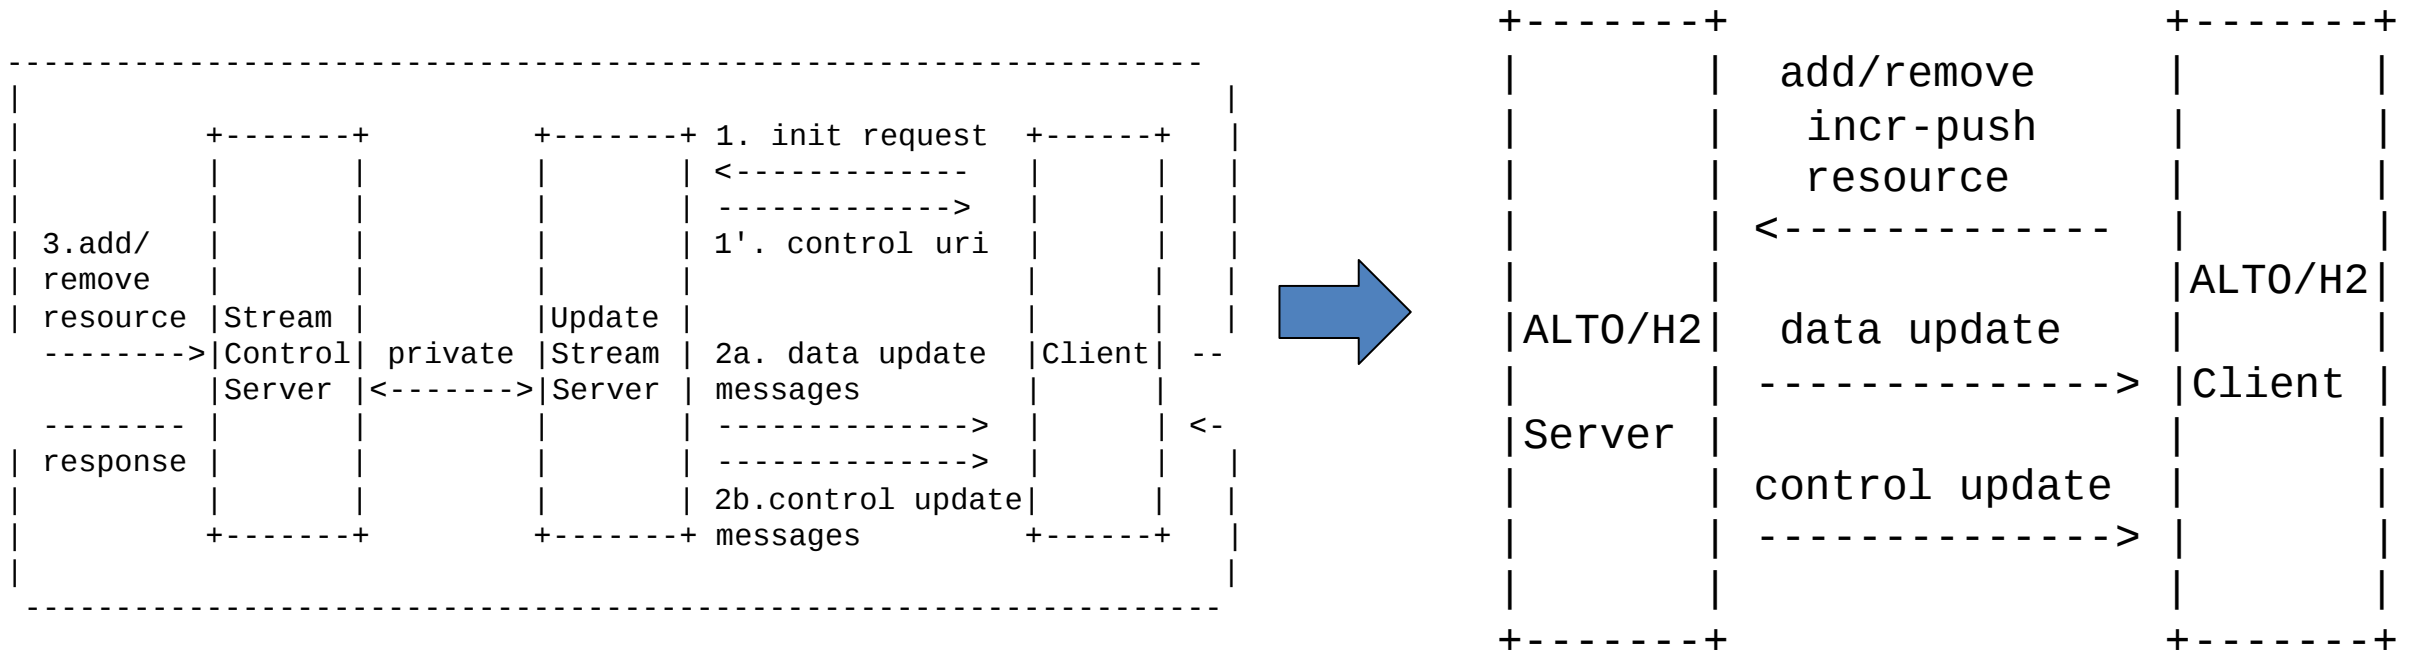 1. init request
1'. control uri
3.add/
remove
resource
response
Stream
Control
Server
private
Update
Stream
Server
2a. data update
messages
2b.control update
messages
Client
add/remove
incr-push
resource
ALTO/H2
Server
data update
control update
ALTO/H2
Client